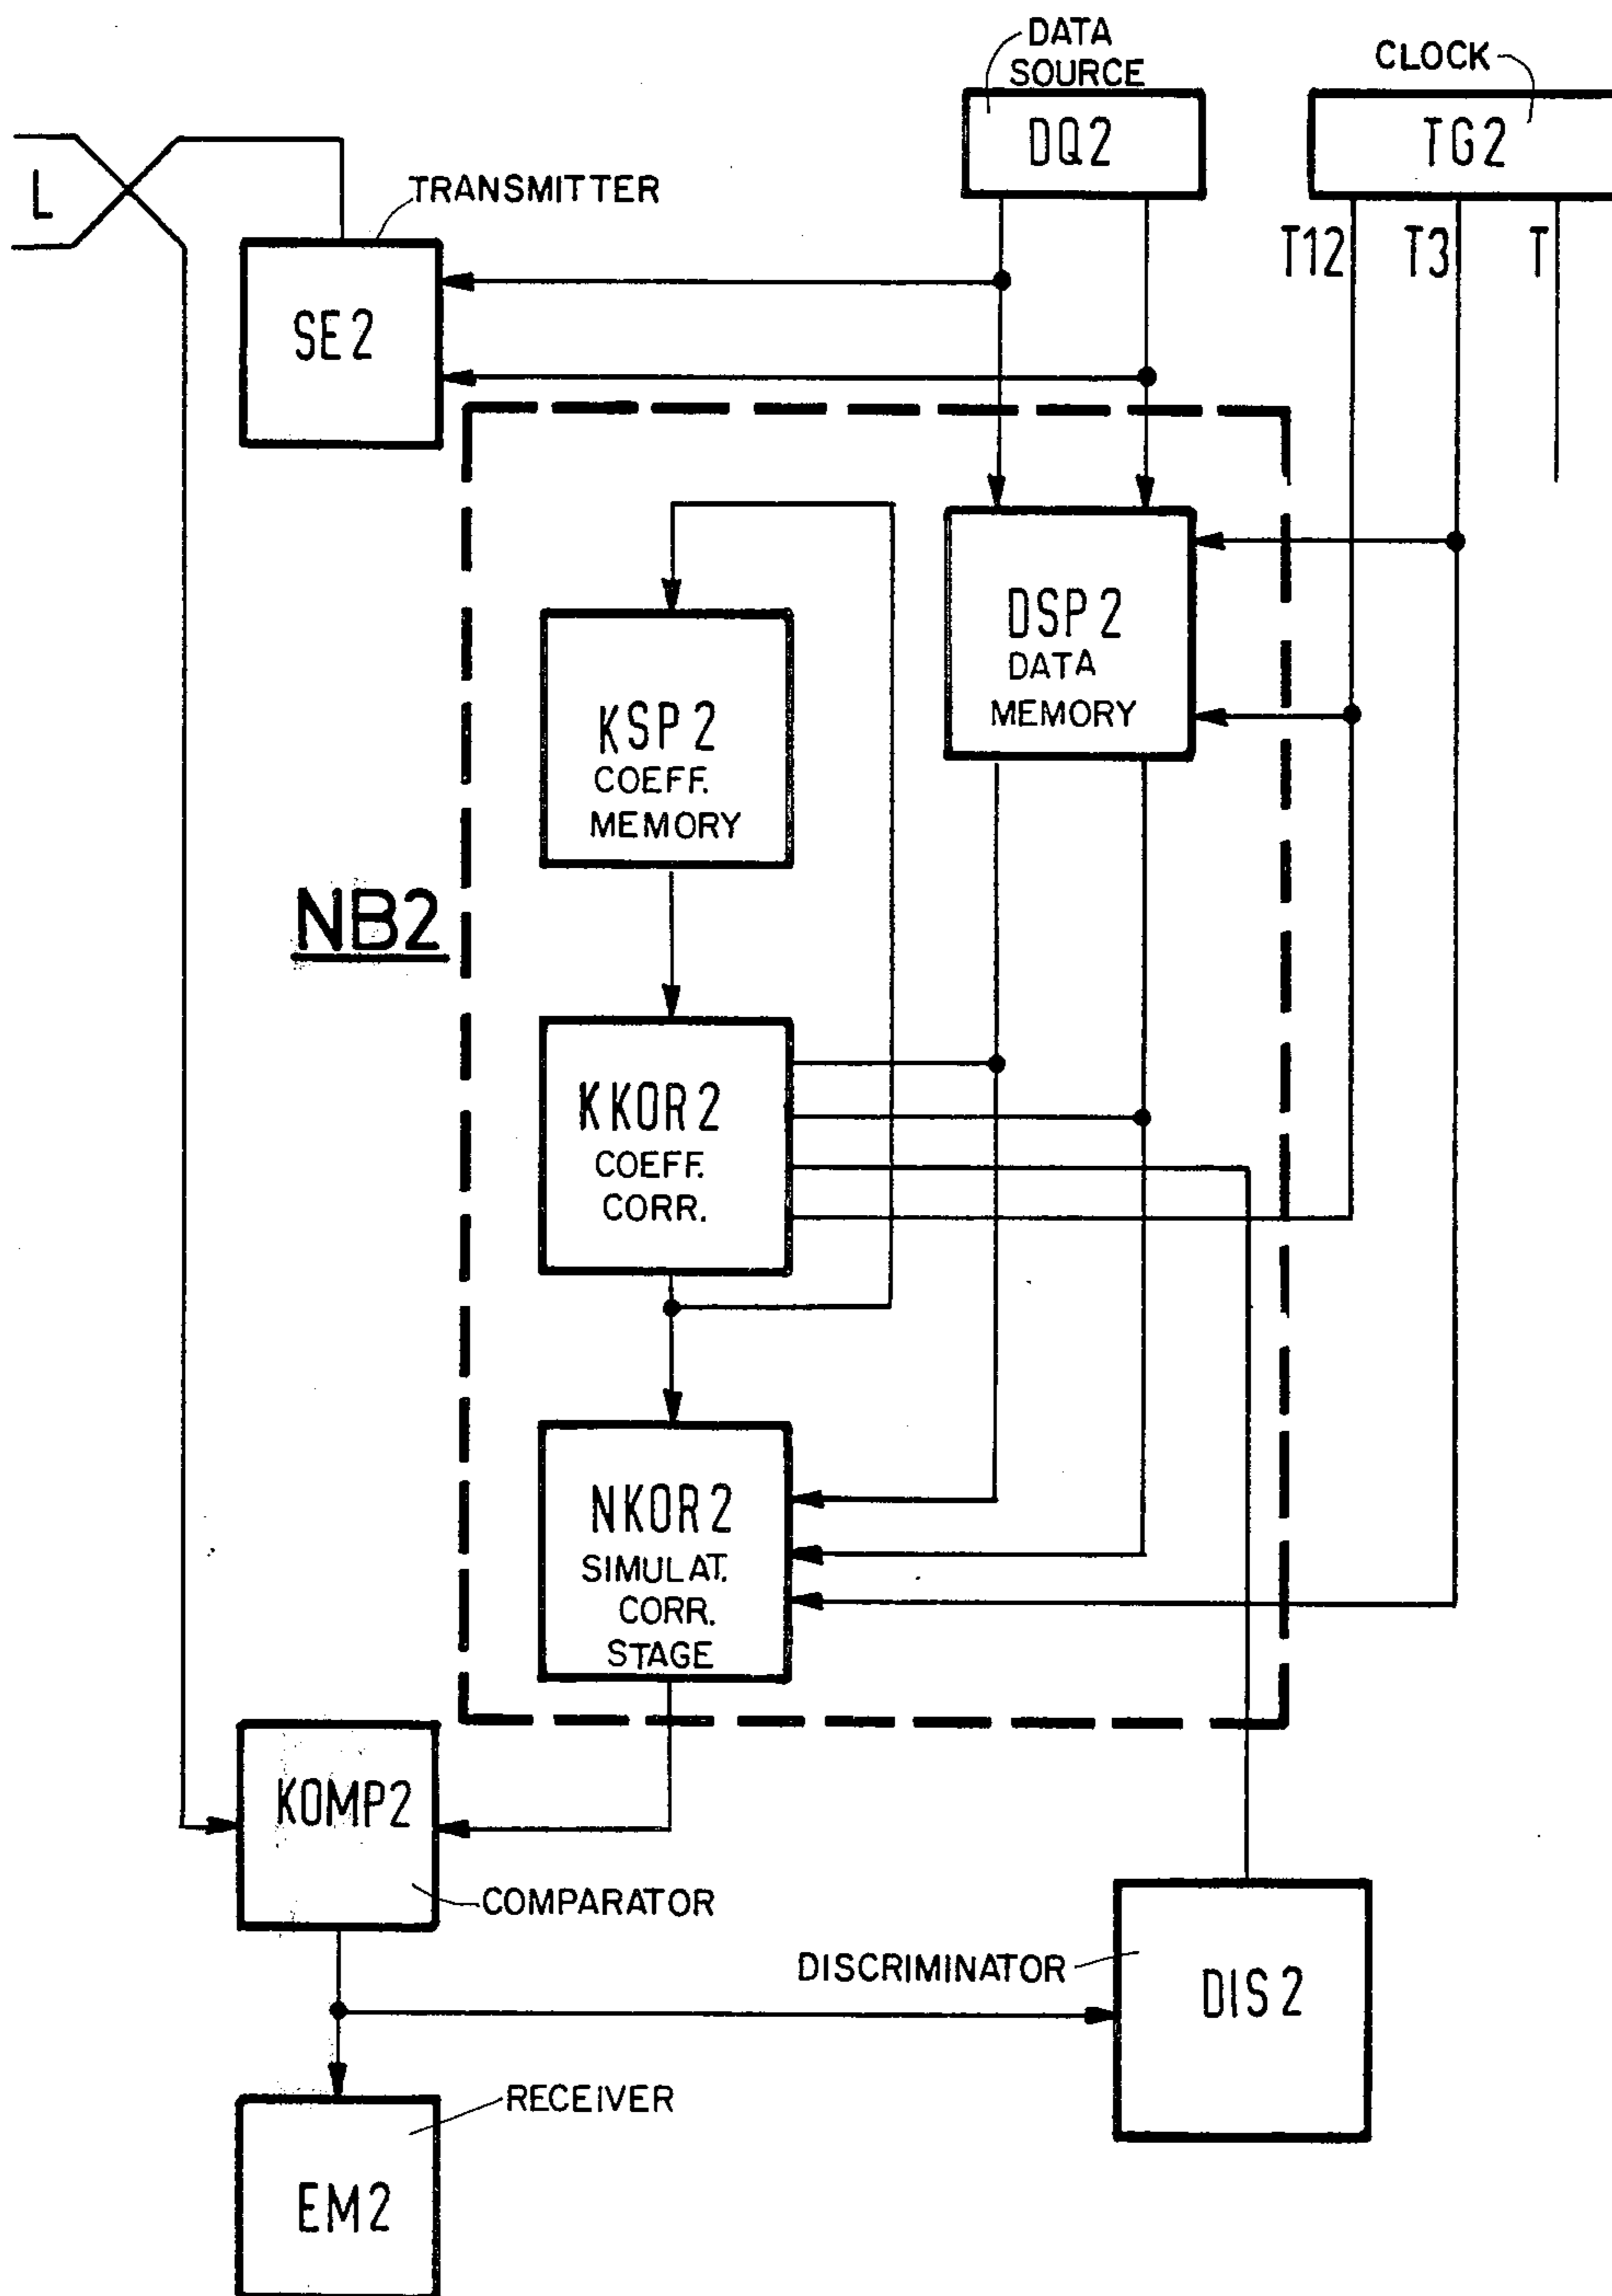 DATA
SOURCE
CLOCK
DQ2
TG2
L
TRANSMITTER
T12
T3
T
SE2
DSP2
DATA
MEMORY
KSP2
COEFF.
MEMORY
NB2
KKOR2
COEFF.
CORR.
NKOR2
SIMULAT.
CORR.
STAGE
KOMP2
COMPARATOR
DISCRIMINATOR
DIS2
RECEIVER
EM2